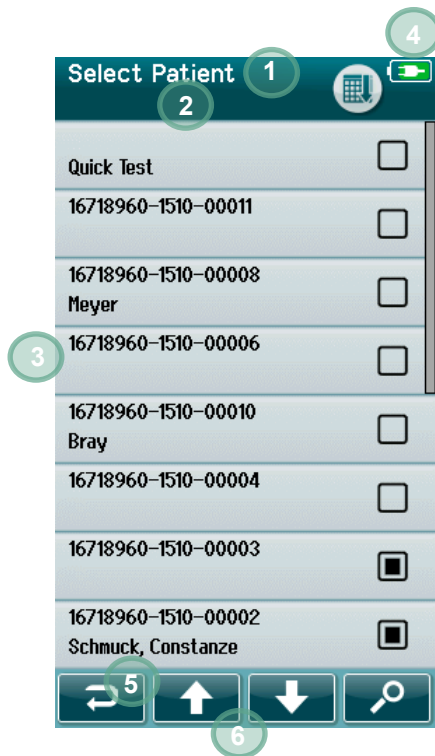 4
Select Patient
1
2
Quick Test
16718960-1510-00011
16718960-1510-00008
Meyer
3
16718960-1510-00006
16718960-1510-00010
Bray
16718960-1510-00004
16718960-1510-00003
16718960-1510-00002
Schmuck, Constanze
5
6